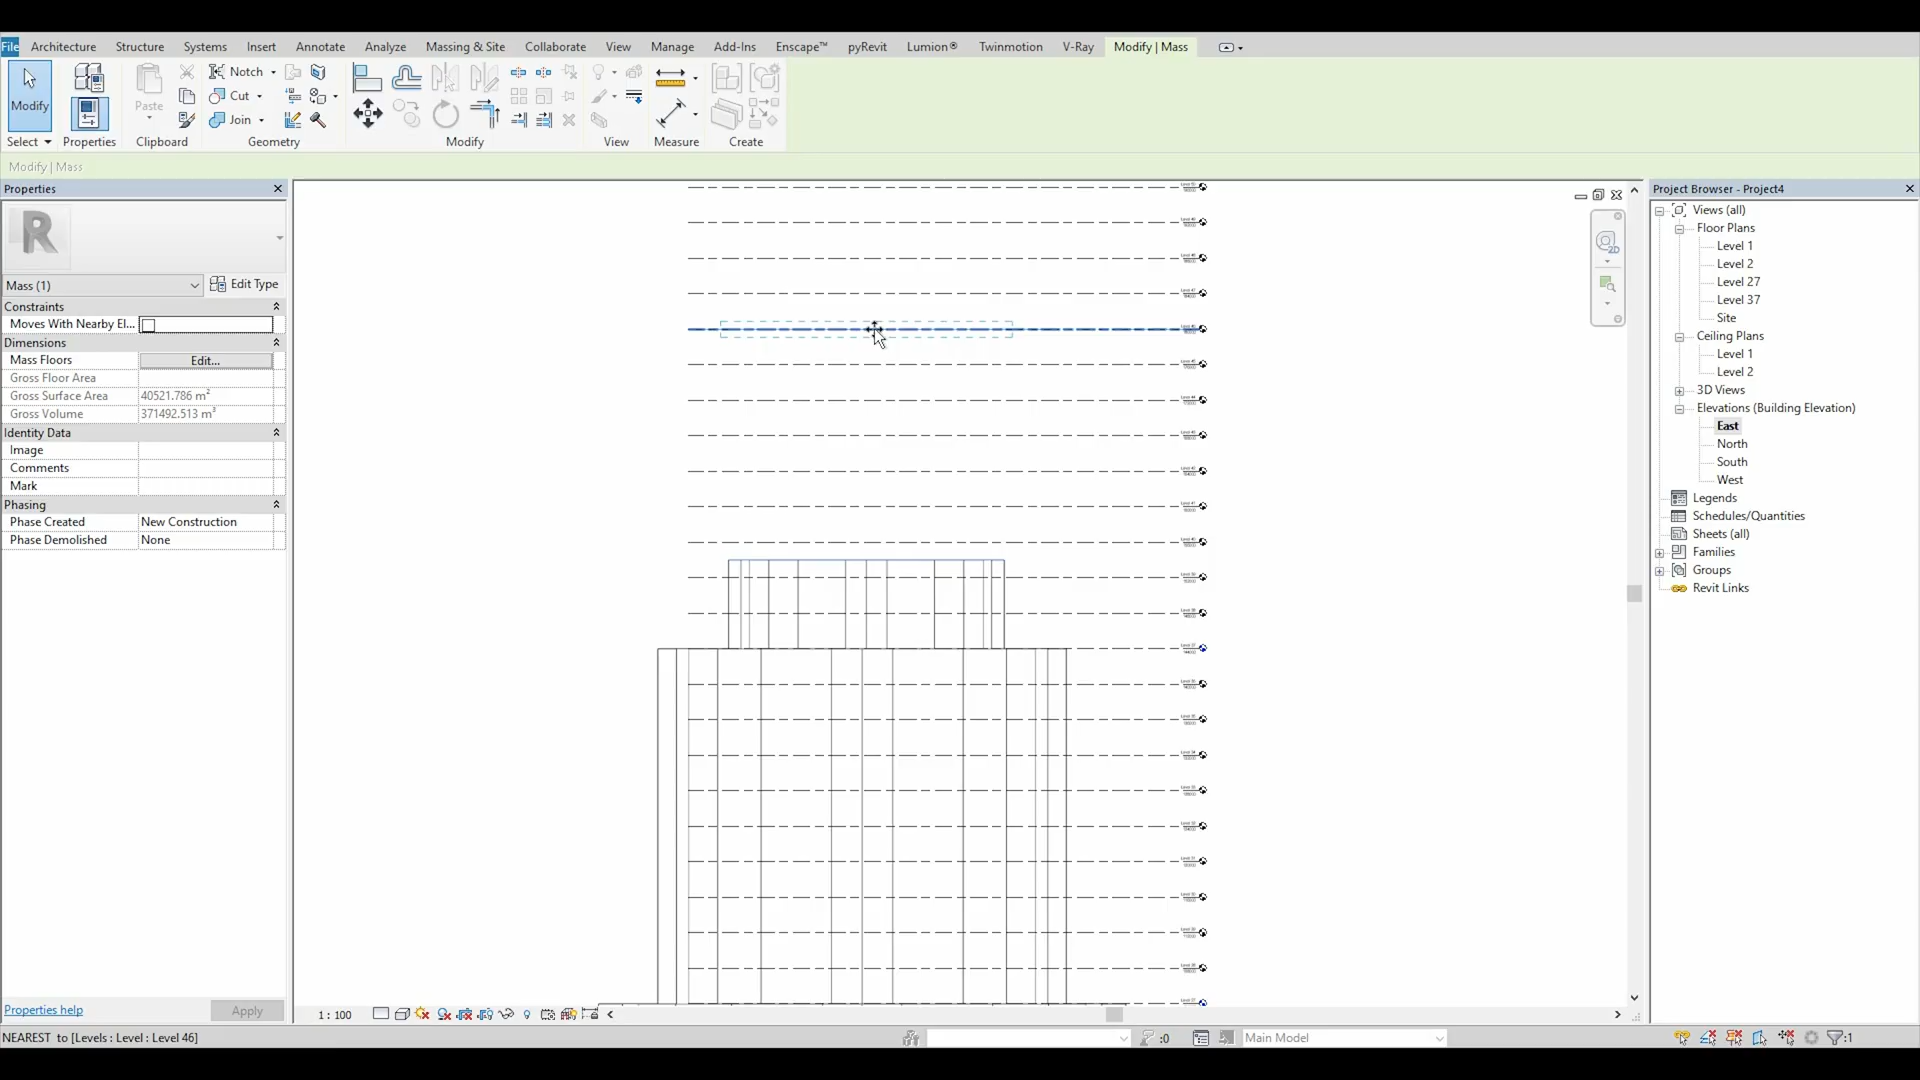 File Architecture Structure Systems Insert Annotate Analyze Massing & Site Collaborate View Manage Add-Ins Enscape™ pyRevit Lumion® Twinmotion V-Ray Modify | Mass
Modify
Paste
Notch
Cut
Join
Select Properties Clipboard Geometry Modify View Measure Create
Modify | Mass
Properties
R
Mass (1) Edit Type
Constraints
Moves With Nearby El...
Dimensions
Mass Floors Edit...
Gross Floor Area
Gross Surface Area 40521.786 m²
Gross Volume 371492.513 m³
Identity Data
Image
Comments
Mark
Phasing
Phase Created New Construction
Phase Demolished None
Properties help Apply
2D
1 : 100
Project Browser - Project4
Views (all)
Floor Plans
Level 1
Level 2
Level 27
Level 37
Site
Ceiling Plans
Level 1
Level 2
3D Views
Elevations (Building Elevation)
East
North
South
West
Legends
Schedules/Quantities
Sheets (all)
Families
Groups
Revit Links
NEAREST to [Levels : Level : Level 46] :0 Main Model :1